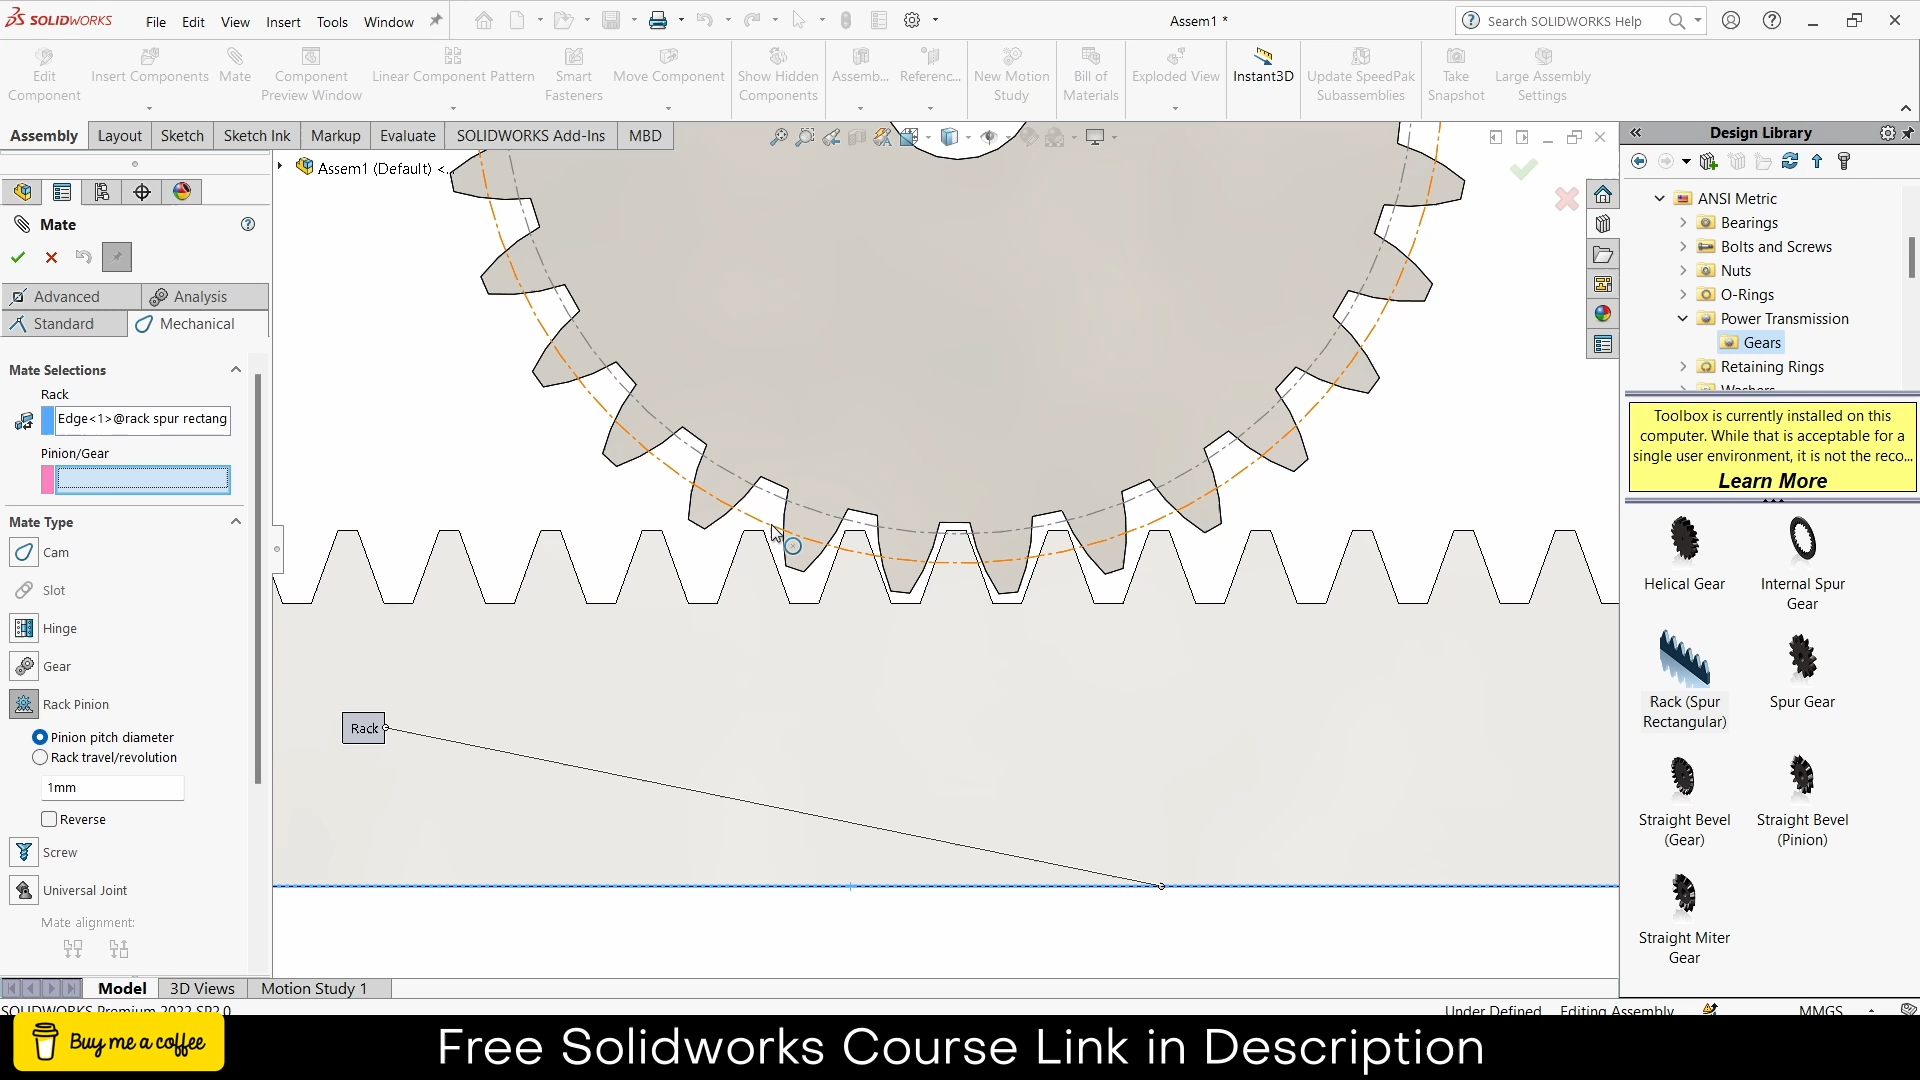 SOLIDWORKS
File Edit View Insert Tools Window
Assem1 *
Search SOLIDWORKS Help
Edit Component
Insert Components
Mate
Component Preview Window
Linear Component Pattern
Smart Fasteners
Move Component
Show Hidden Components
Assemb...
Referenc...
New Motion Study
Bill of Materials
Exploded View
Instant3D
Update SpeedPak Subassemblies
Take Snapshot
Large Assembly Settings
Assembly Layout Sketch Sketch Ink Markup Evaluate SOLIDWORKS Add-Ins MBD
Assem1 (Default) <...
Mate
Advanced
Analysis
Standard
Mechanical
Mate Selections
Rack
Edge<1>@rack spur rectang
Pinion/Gear
Mate Type
Cam
Slot
Hinge
Gear
Rack Pinion
Pinion pitch diameter
Rack travel/revolution
1mm
Reverse
Screw
Universal Joint
Mate alignment:
Rack
Design Library
ANSI Metric
Bearings
Bolts and Screws
Nuts
O-Rings
Power Transmission
Gears
Retaining Rings
Washers
Toolbox is currently installed on this
computer. While that is acceptable for a
single user environment, it is not the reco...
Learn More
Helical Gear
Internal Spur
Gear
Rack (Spur
Rectangular)
Spur Gear
Straight Bevel
(Gear)
Straight Bevel
(Pinion)
Straight Miter
Gear
Model 3D Views Motion Study 1
SOLIDWORKS Premium 2022 SP2.0
Under Defined Editing Assembly MMGS
Buy me a coffee
Free Solidworks Course Link in Description